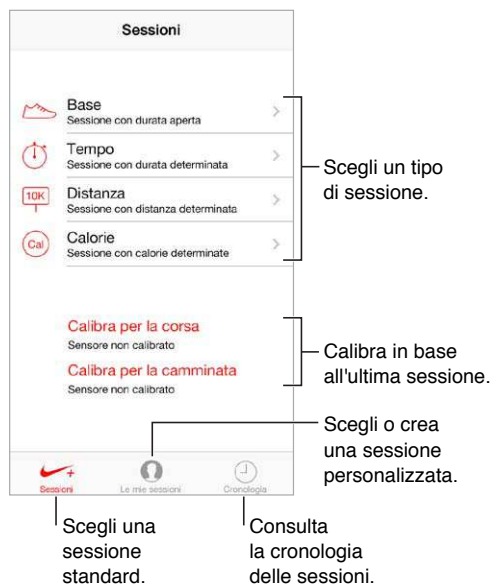 Sessioni
Base
Sessione con durata aperta
Tempo
Sessione con durata determinata
10K
Distanza
Sessione con distanza determinata
Cal
Calorie
Sessione con calorie determinate
Scegli un tipo
di sessione.
Calibra per la corsa
Sensore non calibrato
Calibra per la camminata
Sensore non calibrato
Calibra in base
all'ultima sessione.
Scegli o crea
una sessione
personalizzata.
Sessioni
Le mie sessioni
Cronologia
Scegli una
sessione
standard.
Consulta
la cronologia
delle sessioni.